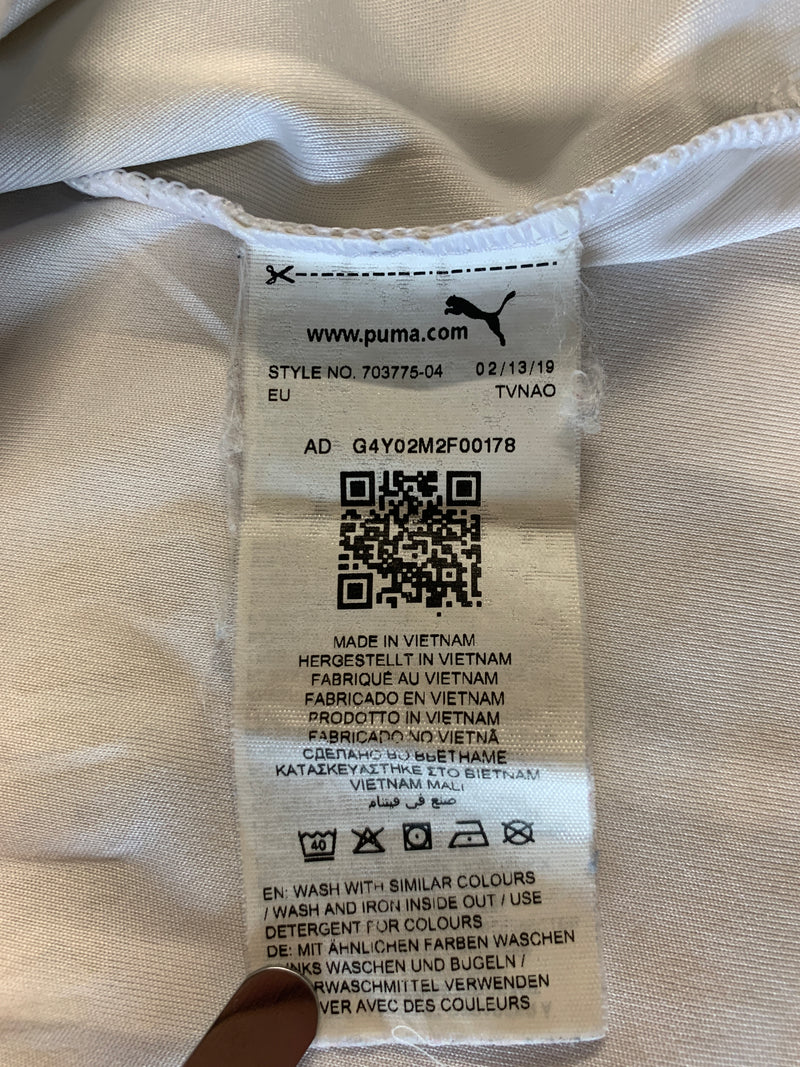 www.puma.com
STYLE NO. 703775-04 02/13/19
EU TVNAO
AD G4Y02M2F00178
MADE IN VIETNAM
HERGESTELLT IN VIETNAM
FABRIQUÉ AU VIETNAM
FABRICADO EN VIETNAM
PRODOTTO IN VIETNAM
FABRICADO NO VIETNÃ
СДЕЛАНО ВО ВЬЕТНАМЕ
ΚΑΤΑΣΚΕΥΑΣΤΗΚΕ ΣΤΟ ΒΙΕΤΝΑΜ
VIETNAM MALI
صنع في فيتنام
40
EN: WASH WITH SIMILAR COLOURS
/ WASH AND IRON INSIDE OUT / USE
DETERGENT FOR COLOURS
DE: MIT ÄHNLICHEN FARBEN WASCHEN
WASCHEN UND BÜGELN /
VERWENDEN
AVEC DES COULEURS